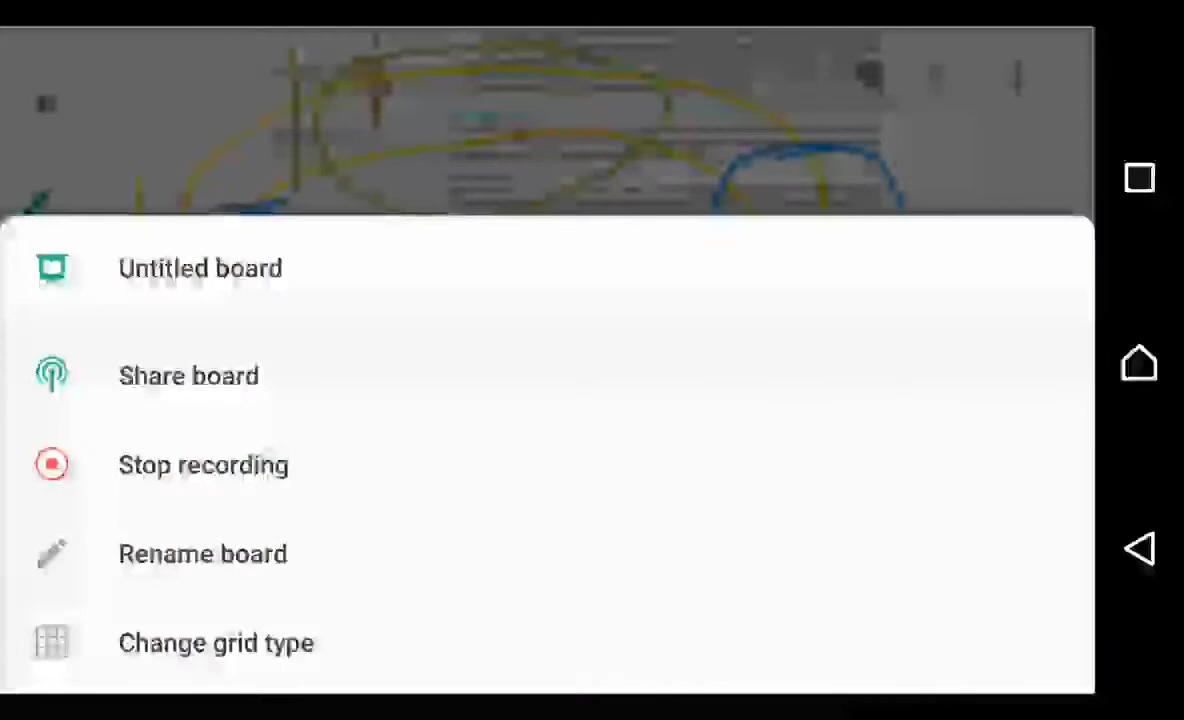 Untitled board
Share board
Stop recording
Rename board
Change grid type